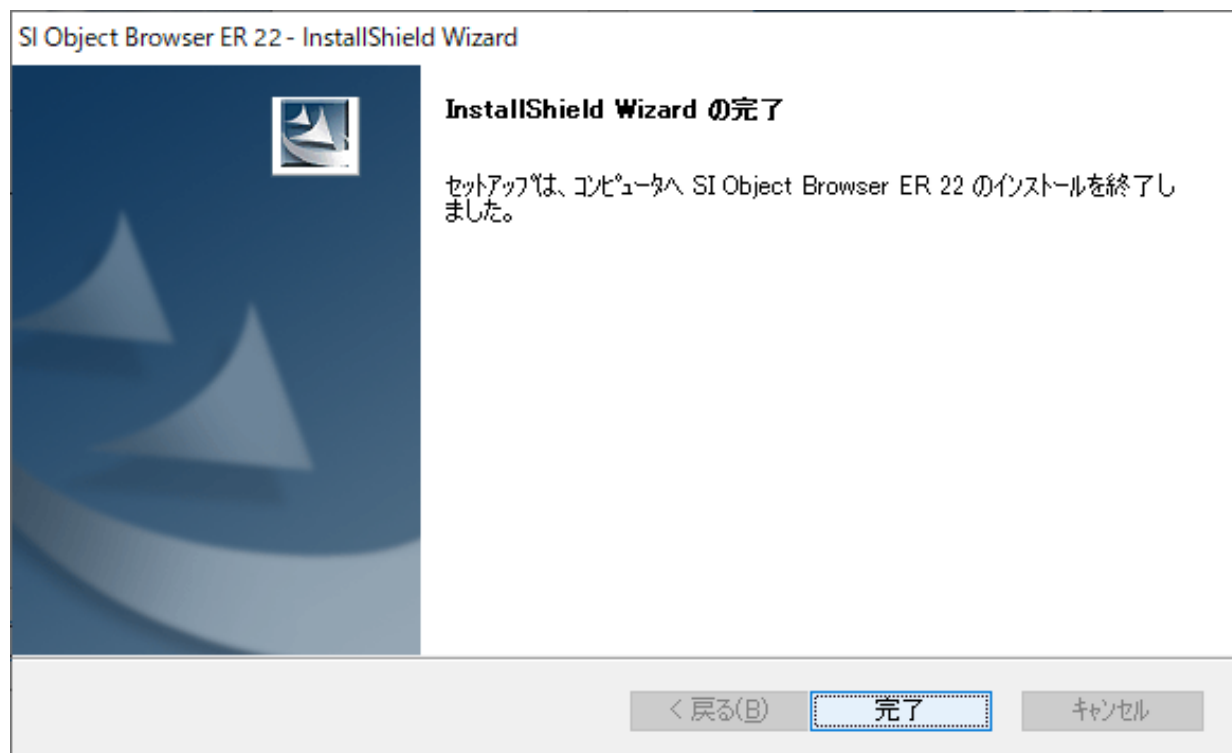 SI Object Browser ER 22 - InstallShield Wizard
InstallShield Wizard の完了
セットアップは、コンピュータへ SI Object Browser ER 22 のインストールを終了し
ました。
< 戻る(B)
完了
キャンセル